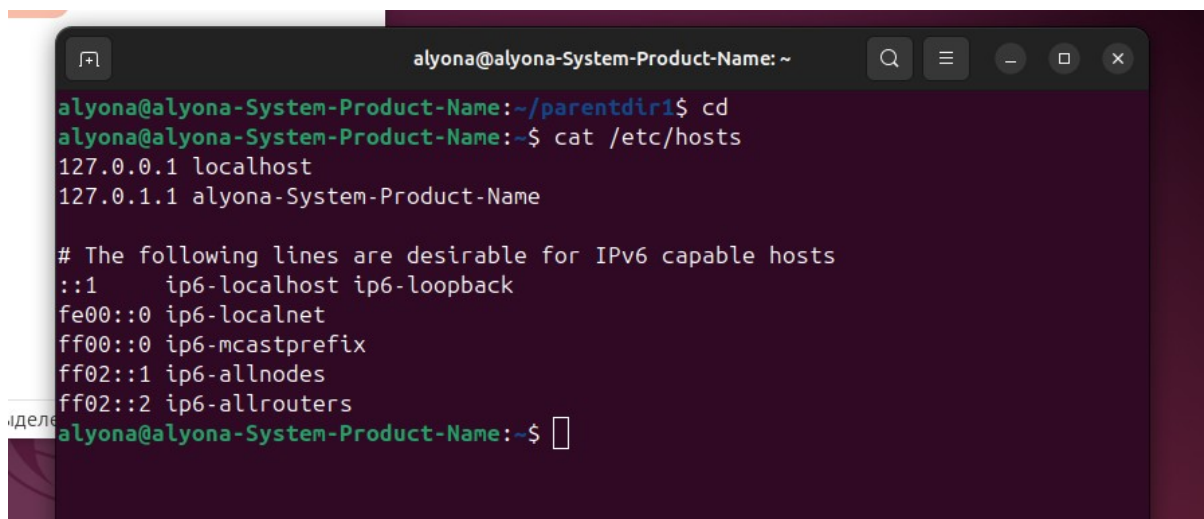 alyona@alyona-System-Product-Name: ~
alyona@alyona-System-Product-Name:~/parentdir1$ cd
alyona@alyona-System-Product-Name:~$ cat /etc/hosts
127.0.0.1 localhost
127.0.1.1 alyona-System-Product-Name
# The following lines are desirable for IPv6 capable hosts
::1     ip6-localhost ip6-loopback
fe00::0 ip6-localnet
ff00::0 ip6-mcastprefix
ff02::1 ip6-allnodes
ff02::2 ip6-allrouters
alyona@alyona-System-Product-Name:~$